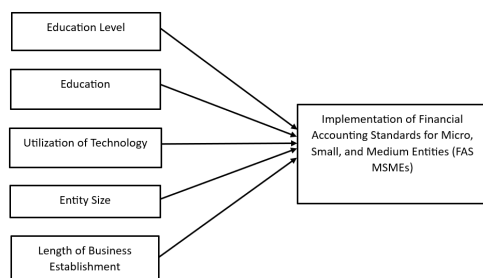 Education Level
Education
Utilization of Technology
Entity Size
Length of Business
Establishment
Implementation of Financial
Accounting Standards for Micro,
Small, and Medium Entities (FAS
MSMEs)